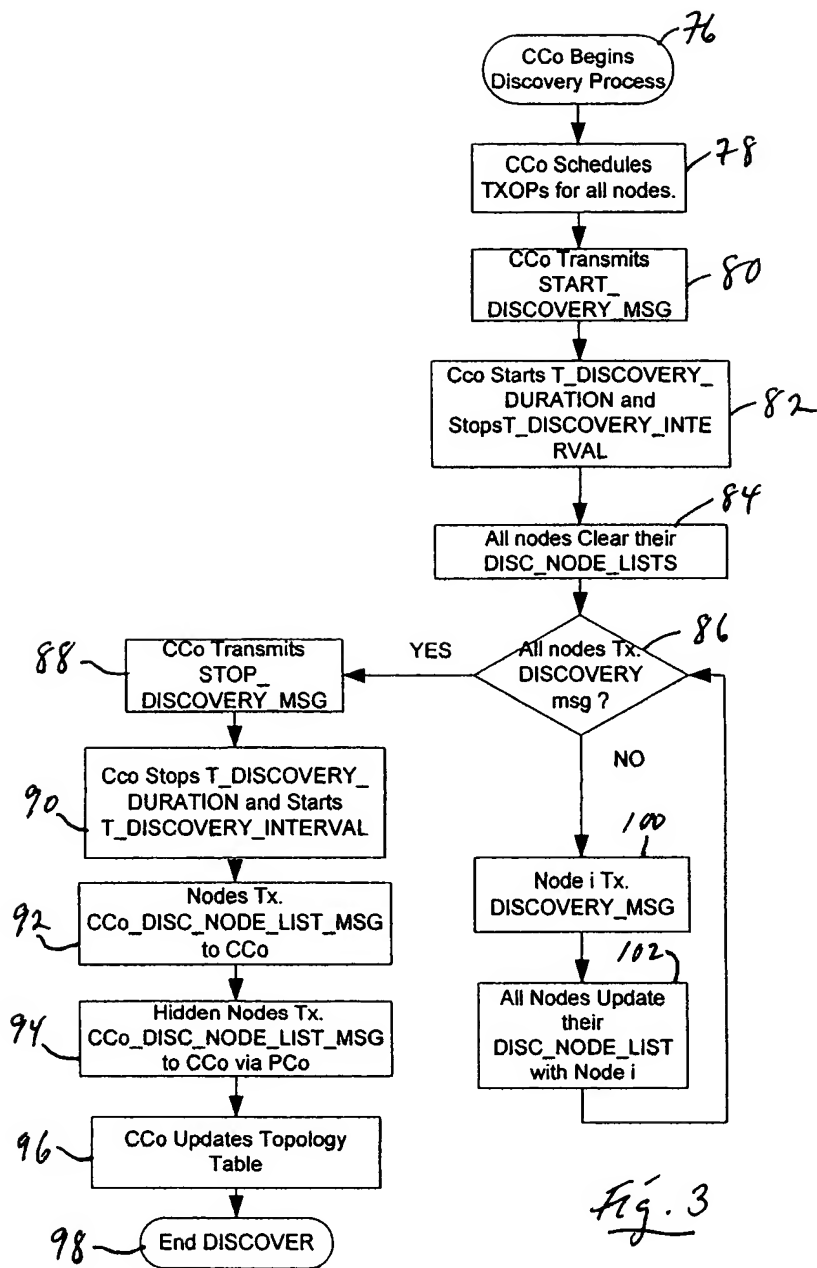 76
CCo Begins
Discovery Process
78
CCo Schedules
TXOPs for all nodes.
80
CCo Transmits
START_
DISCOVERY_MSG
82
Cco Starts T_DISCOVERY_
DURATION and
StopsT_DISCOVERY_INTE
RVAL
84
All nodes Clear their
DISC_NODE_LISTS
86
All nodes Tx.
DISCOVERY
msg ?
YES
NO
88
CCo Transmits
STOP_
DISCOVERY_MSG
90
Cco Stops T_DISCOVERY_
DURATION and Starts
T_DISCOVERY_INTERVAL
92
Nodes Tx.
CCo_DISC_NODE_LIST_MSG
to CCo
94
Hidden Nodes Tx.
CCo_DISC_NODE_LIST_MSG
to CCo via PCo
96
CCo Updates Topology
Table
98
End DISCOVER
100
Node i Tx.
DISCOVERY_MSG
102
All Nodes Update
their
DISC_NODE_LIST
with Node i
Fig. 3